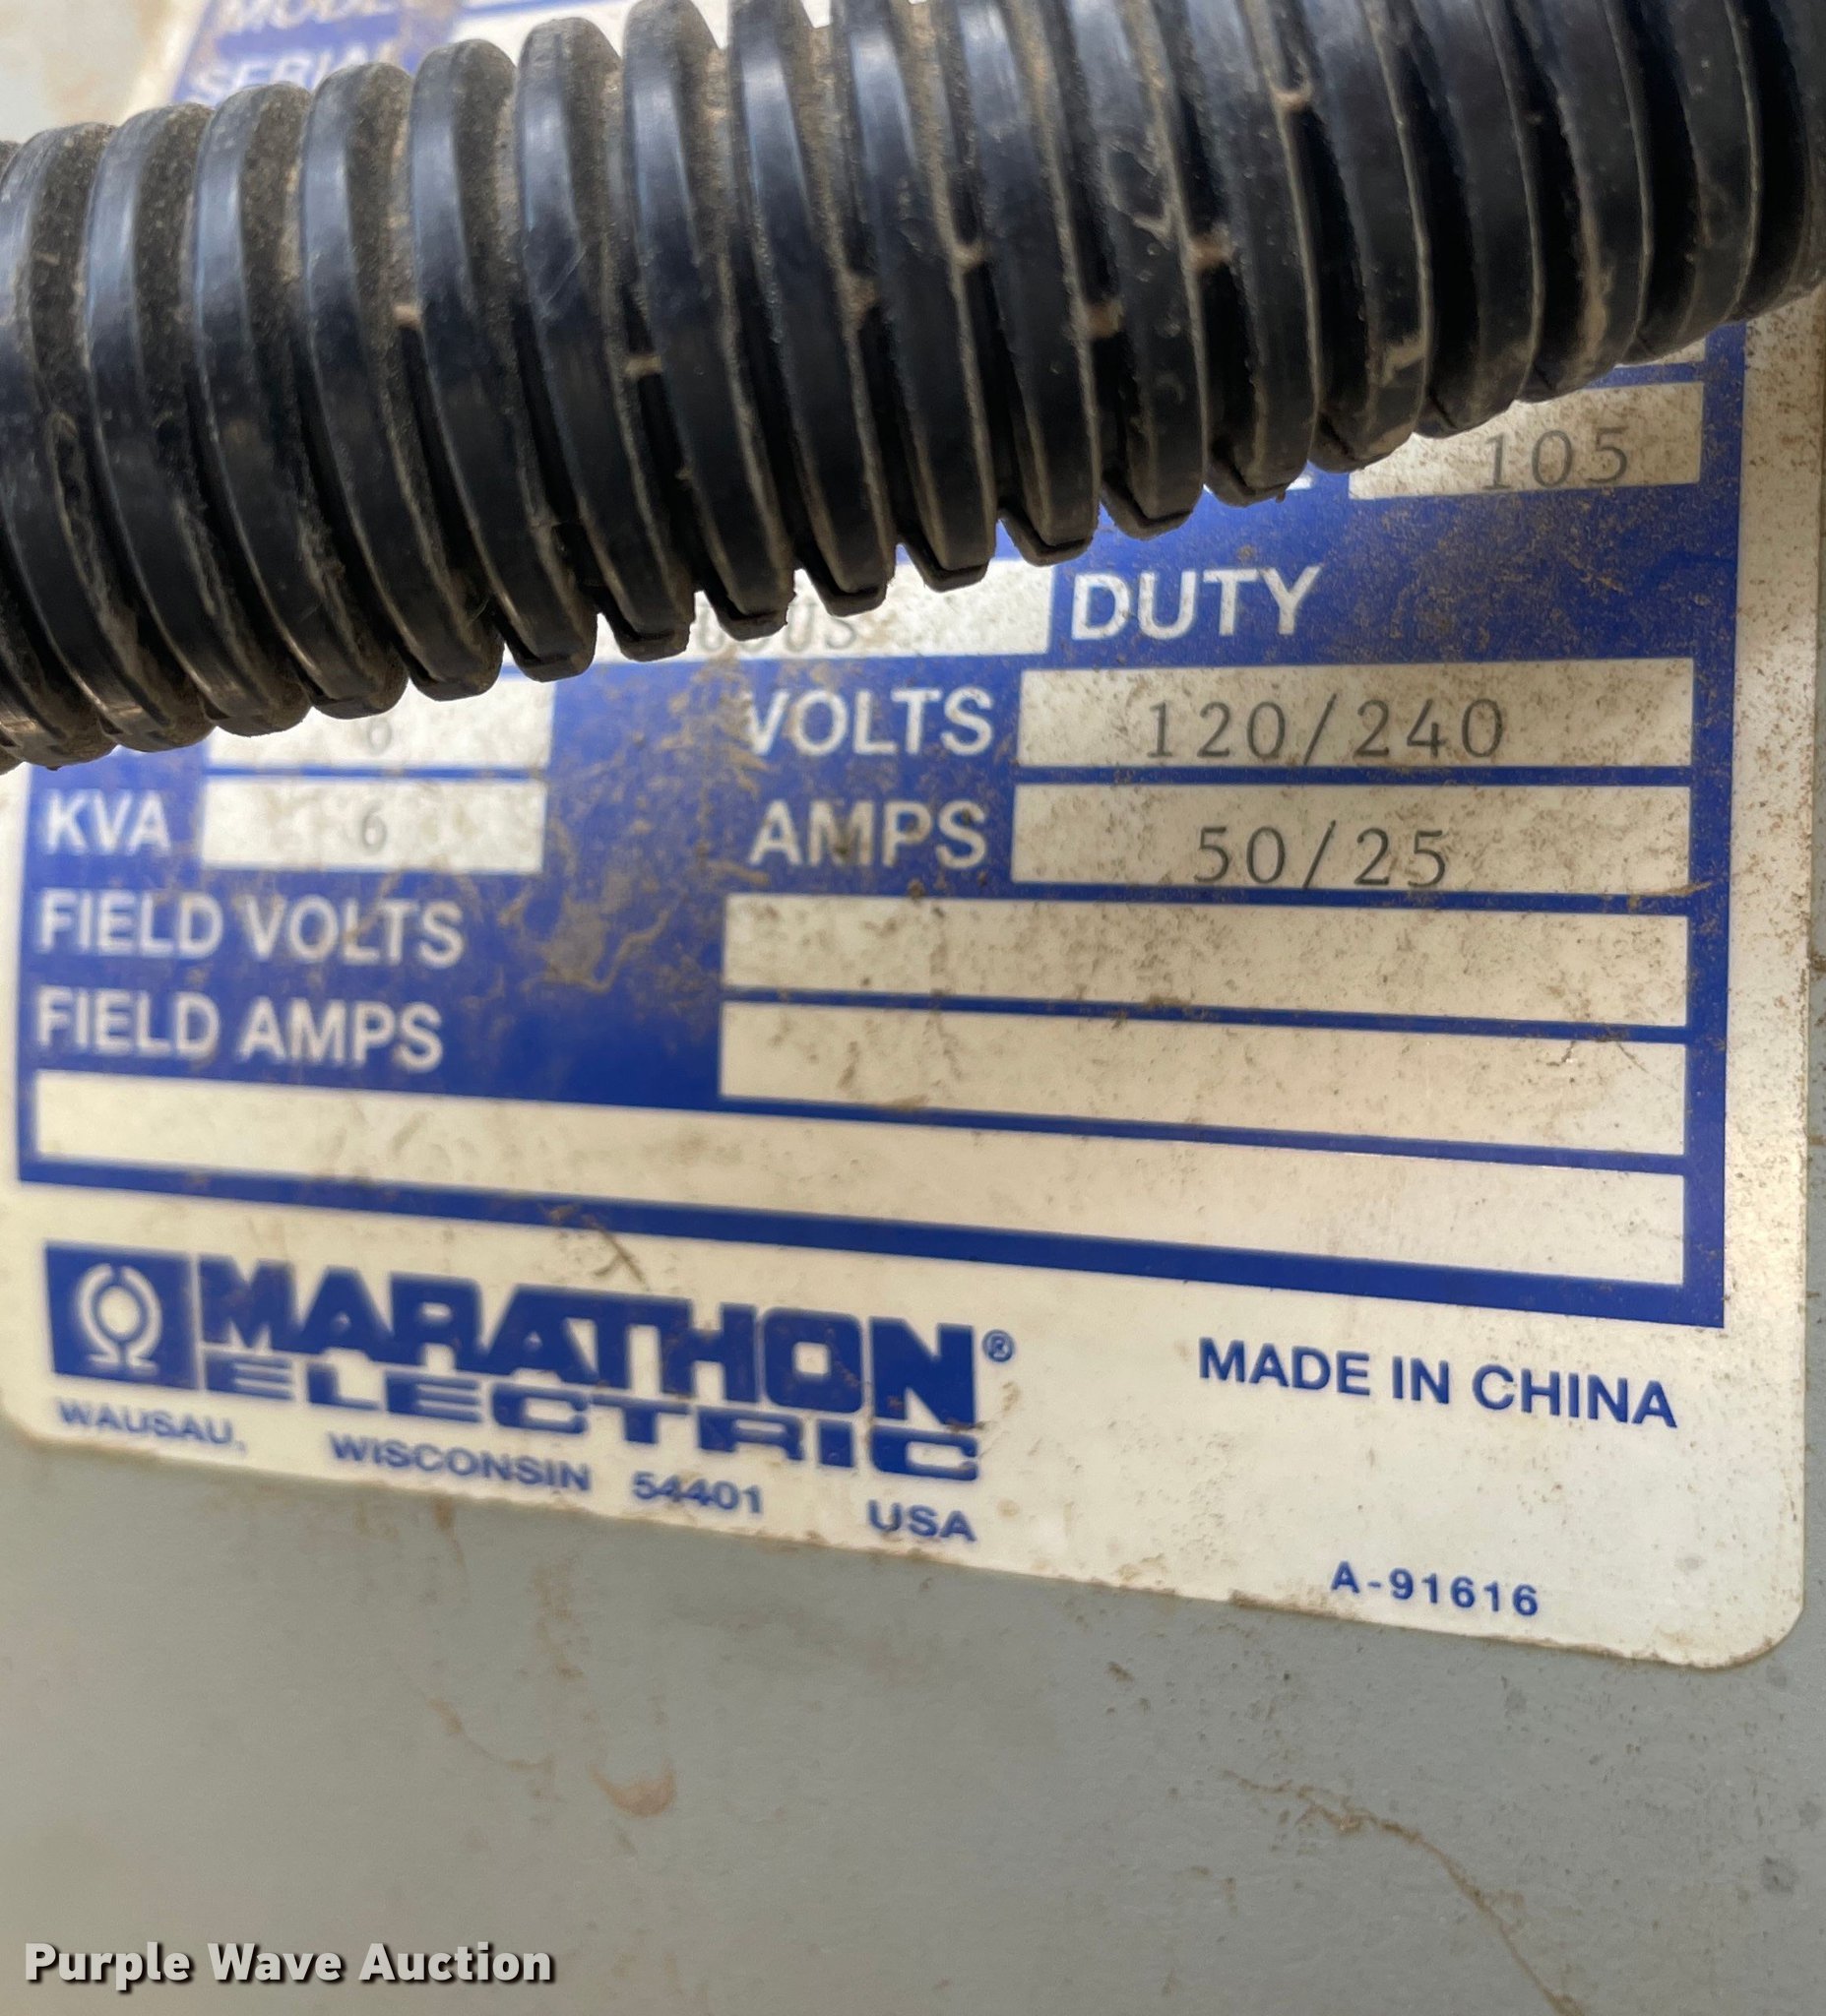 105
DUTY
VOLTS 120/240
KVA 6 AMPS 50/25
FIELD VOLTS
FIELD AMPS
MARATHON®
ELECTRIC
WAUSAU, WISCONSIN 54401 USA
MADE IN CHINA
A-91616
Purple Wave Auction